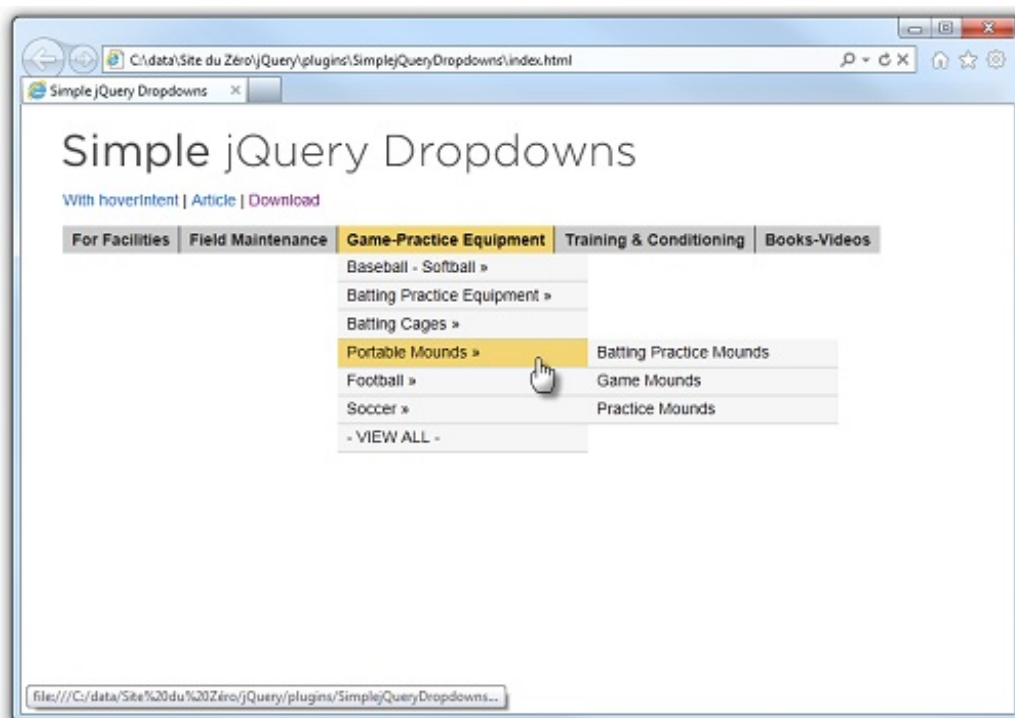 C:\data\Site du Zéro\jQuery\plugins\SimplejQueryDropdowns\index.html
Simple jQuery Dropdowns
Simple jQuery Dropdowns
With hoverIntent | Article | Download
For Facilities Field Maintenance Game-Practice Equipment Training & Conditioning Books-Videos
Baseball - Softball »
Batting Practice Equipment »
Batting Cages »
Portable Mounds » Batting Practice Mounds
Football » Game Mounds
Soccer » Practice Mounds
- VIEW ALL -
file:///C:/data/Site%20du%20Zéro/jQuery/plugins/SimplejQueryDropdowns...